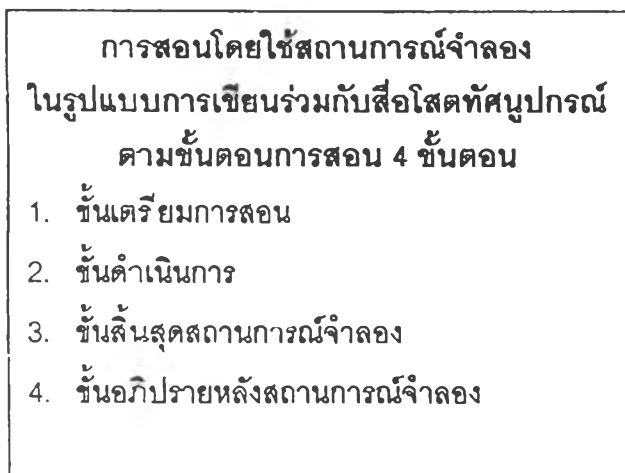 การสอนโดยใช้สถานการณ์จำลอง
ในรูปแบบการเขียนร่วมกับสื่อโสตทัศนูปกรณ์
ตามขั้นตอนการสอน 4 ขั้นตอน
1. ขั้นเตรียมการสอน
2. ขั้นดำเนินการ
3. ขั้นสิ้นสุดสถานการณ์จำลอง
4. ขั้นอภิปรายหลังสถานการณ์จำลอง